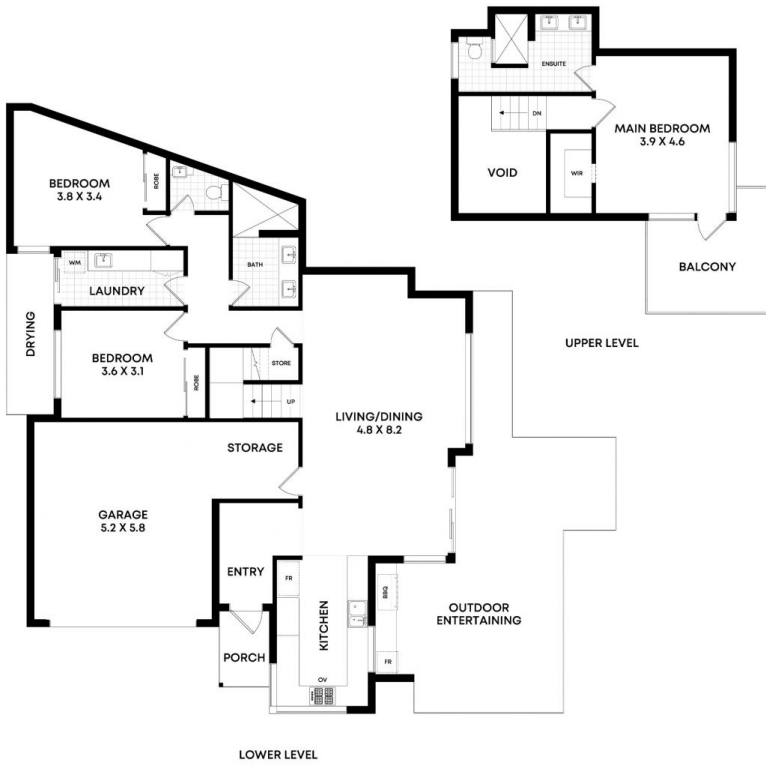 ENSUITE
DN
MAIN BEDROOM
3.9 X 4.6
VOID
WIR
BALCONY
UPPER LEVEL
BEDROOM
3.8 X 3.4
ROBE
WM
LAUNDRY
BATH
DRYING
BEDROOM
3.6 X 3.1
ROBE
STORE
UP
LIVING/DINING
4.8 X 8.2
STORAGE
GARAGE
5.2 X 5.8
ENTRY
PORCH
FR
KITCHEN
OV
BBQ
FR
OUTDOOR
ENTERTAINING
LOWER LEVEL